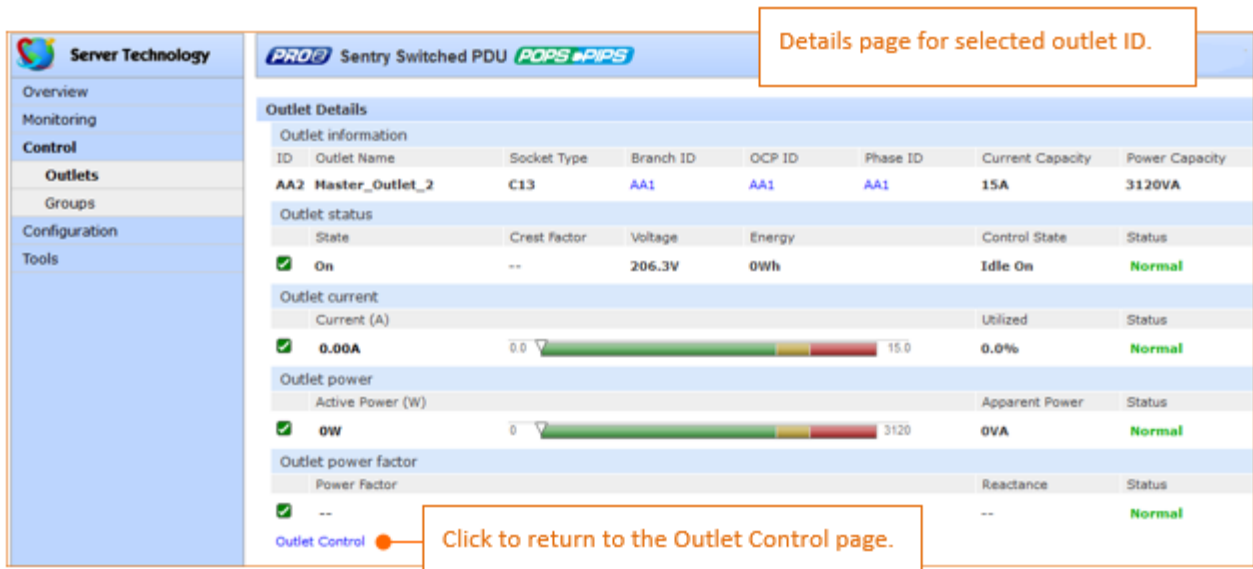 Details page for selected outlet ID.
Server Technology
PRO2 Sentry Switched PDU POPS PIPS
Overview
Monitoring
Control
Outlets
Groups
Configuration
Tools
Outlet Details
Outlet information
ID Outlet Name Socket Type Branch ID OCP ID Phase ID Current Capacity Power Capacity
AA2 Master_Outlet_2 C13 AA1 AA1 AA1 15A 3120VA
Outlet status
State Crest Factor Voltage Energy Control State Status
On -- 206.3V 0Wh Idle On Normal
Outlet current
Current (A) Utilized Status
0.00A 0.0 15.0 0.0% Normal
Outlet power
Active Power (W) Apparent Power Status
0W 0 3120 0VA Normal
Outlet power factor
Power Factor Reactance Status
-- -- Normal
Outlet Control
Click to return to the Outlet Control page.